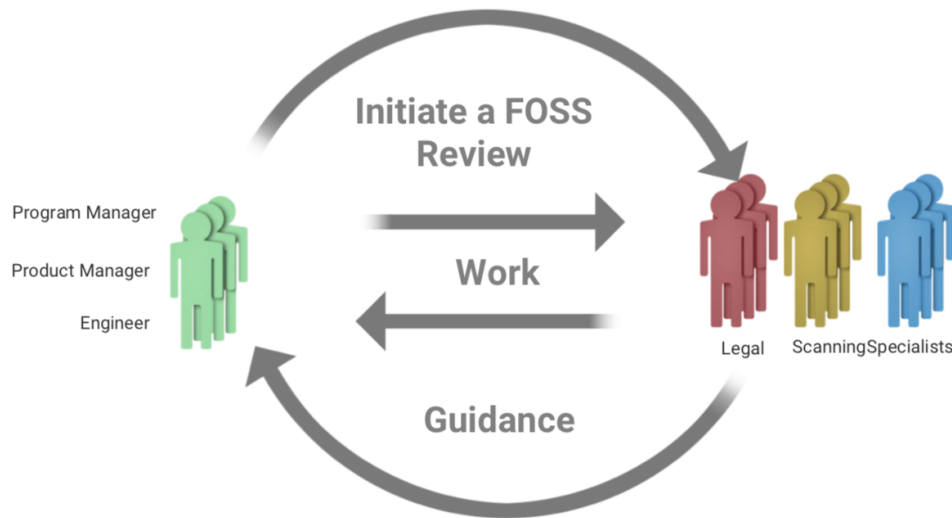 Initiate a FOSS
Review
Program Manager
Product Manager
Engineer
Work
Legal
Scanning
Specialists
Guidance